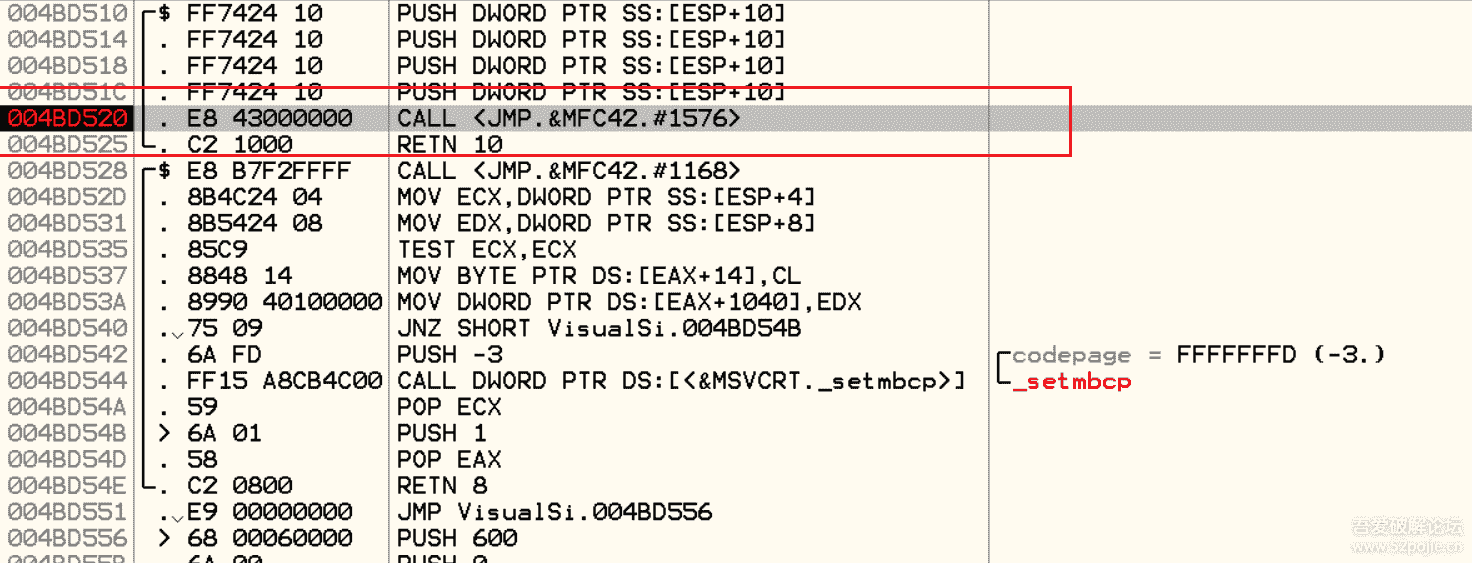 004BD510 $ FF7424 10 PUSH DWORD PTR SS:[ESP+10]
004BD514 . FF7424 10 PUSH DWORD PTR SS:[ESP+10]
004BD518 . FF7424 10 PUSH DWORD PTR SS:[ESP+10]
004BD51C . FF7424 10 PUSH DWORD PTR SS:[ESP+10]
004BD520 . E8 43000000 CALL <JMP.&MFC42.#1576>
004BD525 . C2 1000 RETN 10
004BD528 $ E8 B7F2FFFF CALL <JMP.&MFC42.#1168>
004BD52D . 8B4C24 04 MOV ECX,DWORD PTR SS:[ESP+4]
004BD531 . 8B5424 08 MOV EDX,DWORD PTR SS:[ESP+8]
004BD535 . 85C9 TEST ECX,ECX
004BD537 . 8848 14 MOV BYTE PTR DS:[EAX+14],CL
004BD53A . 8990 40100000 MOV DWORD PTR DS:[EAX+1040],EDX
004BD540 . 75 09 JNZ SHORT VisualSi.004BD54B
004BD542 . 6A FD PUSH -3 codepage = FFFFFFFD (-3.)
004BD544 . FF15 A8CB4C00 CALL DWORD PTR DS:[<&MSVCRT._setmbcp>] _setmbcp
004BD54A . 59 POP ECX
004BD54B > 6A 01 PUSH 1
004BD54D . 58 POP EAX
004BD54E . C2 0800 RETN 8
004BD551 . E9 00000000 JMP VisualSi.004BD556
004BD556 > 68 00060000 PUSH 600
004BD55B . 6A 00 PUSH 0
吾爱破解论坛
www.52pojie.cn